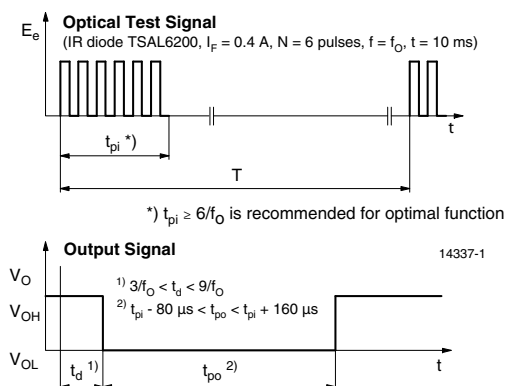 Optical Test Signal
E_e
(IR diode TSAL6200, I_F = 0.4 A, N = 6 pulses, f = f_O, t = 10 ms)
t
t_pi *)
T
*) t_pi ≥ 6/f_O is recommended for optimal function
Output Signal
14337-1
V_O
1) 3/f_O < t_d < 9/f_O
V_OH
2) t_pi - 80 µs < t_po < t_pi + 160 µs
V_OL
t_d 1)
t_po 2)
t